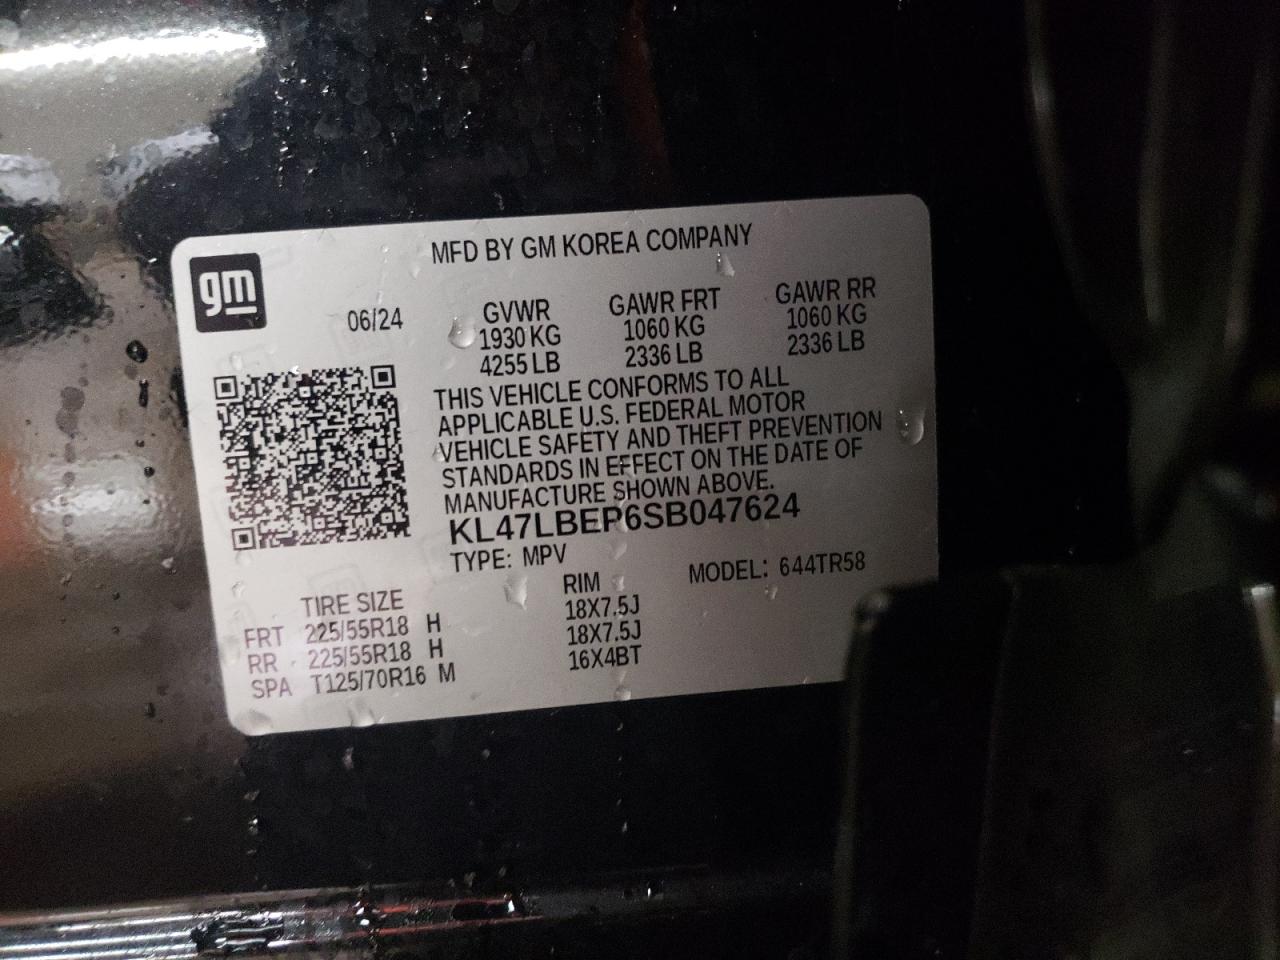 gm
MFD BY GM KOREA COMPANY
06/24
GVWR GAWR FRT GAWR RR
1930 KG 1060 KG 1060 KG
4255 LB 2336 LB 2336 LB
THIS VEHICLE CONFORMS TO ALL
APPLICABLE U.S. FEDERAL MOTOR
VEHICLE SAFETY AND THEFT PREVENTION
STANDARDS IN EFFECT ON THE DATE OF
MANUFACTURE SHOWN ABOVE.
KL47LBEP6SB047624
TYPE: MPV MODEL: 644TR58
TIRE SIZE RIM
FRT 225/55R18 H 18X7.5J
RR 225/55R18 H 18X7.5J
SPA T125/70R16 M 16X4BT